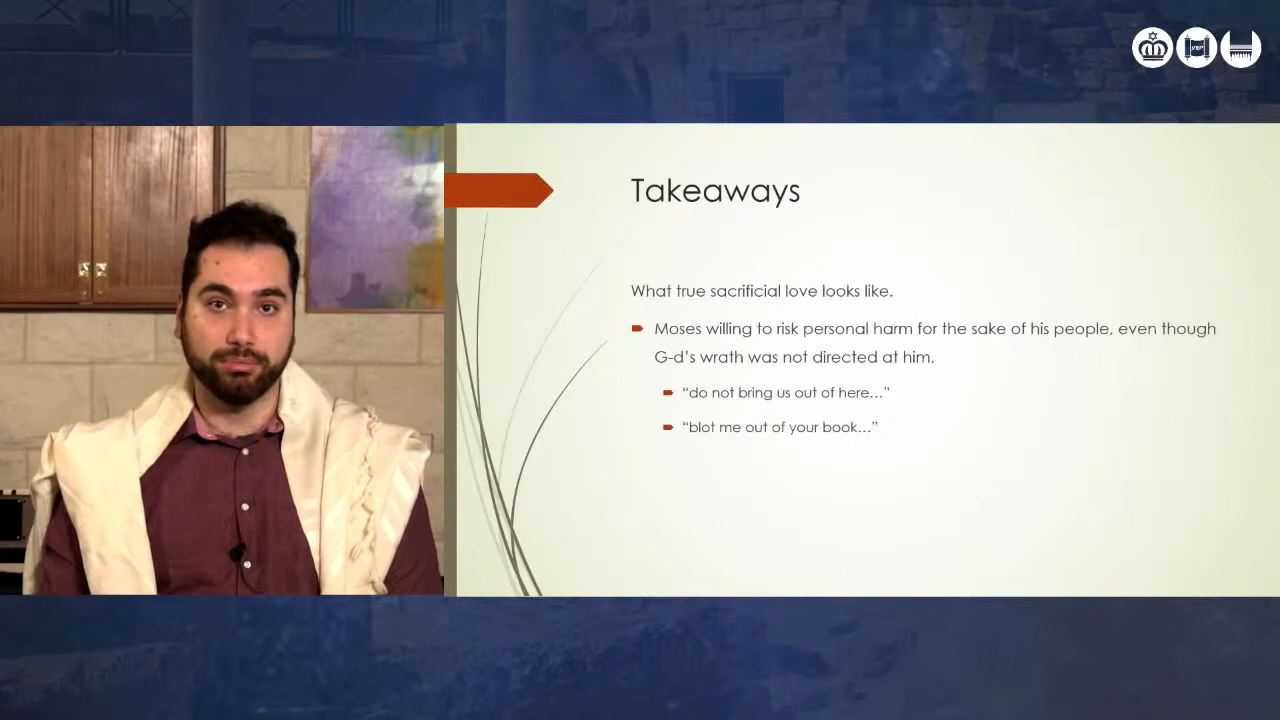 Takeaways
What true sacrificial love looks like.
Moses willing to risk personal harm for the sake of his people, even though
G-d’s wrath was not directed at him.
“do not bring us out of here…”
“blot me out of your book…”